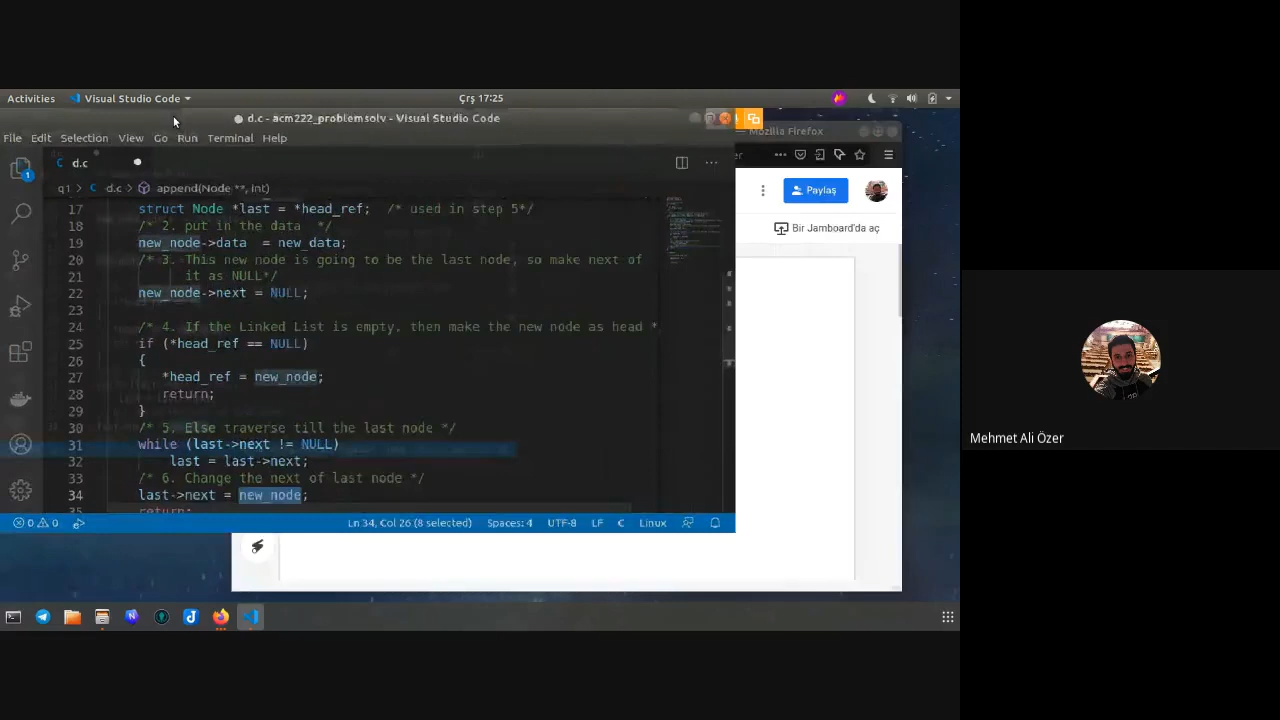 Activities
Visual Studio Code
Çrş 17:25
d.c - acm222_problemsolv - Visual Studio Code
Mozilla Firefox
File Edit Selection View Go Run Terminal Help
C d.c
q1 > C d.c > append(Node **, int)
Paylaş
Bir Jamboard'da aç
17 struct Node *last = *head_ref; /* used in step 5*/
18 /* 2. put in the data */
19 new_node->data = new_data;
20 /* 3. This new node is going to be the last node, so make next of
21 it as NULL*/
22 new_node->next = NULL;
23
24 /* 4. If the Linked List is empty, then make the new node as head *
25 if (*head_ref == NULL)
26 {
27 *head_ref = new_node;
28 return;
29 }
30 /* 5. Else traverse till the last node */
31 while (last->next != NULL)
32 last = last->next;
33 /* 6. Change the next of last node */
34 last->next = new_node;
35 return;
0 0
Ln 34, Col 26 (8 selected) Spaces: 4 UTF-8 LF C Linux
Mehmet Ali Özer